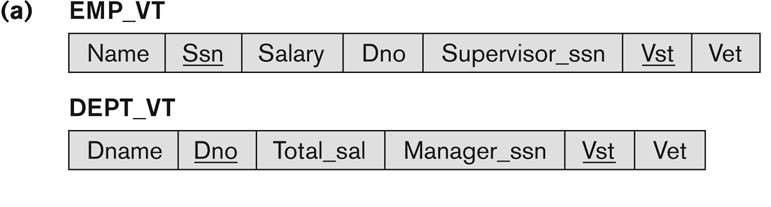 (a) EMP_VT
Name Ssn Salary Dno Supervisor_ssn Vst Vet
DEPT_VT
Dname Dno Total_sal Manager_ssn Vst Vet